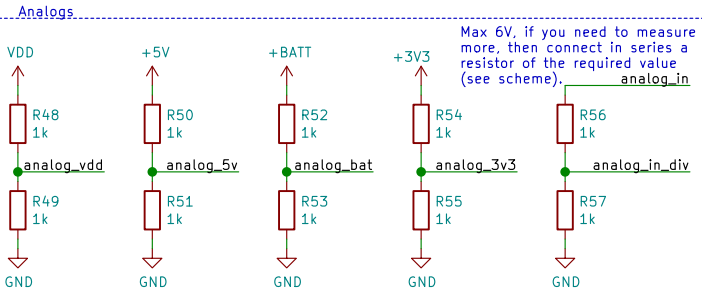 Analogs
Max 6V, if you need to measure
more, then connect in series a
resistor of the required value
(see scheme).
VDD
+5V
+BATT
+3V3
analog_in
R48
1k
R50
1k
R52
1k
R54
1k
R56
1k
analog_vdd
analog_5v
analog_bat
analog_3v3
analog_in_div
R49
1k
R51
1k
R53
1k
R55
1k
R57
1k
GND
GND
GND
GND
GND